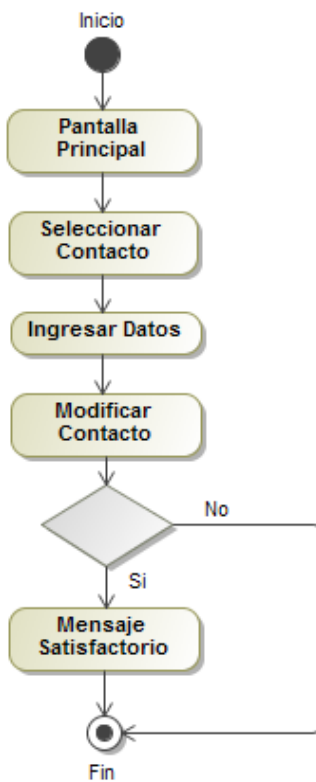 Inicio
Pantalla
Principal
Seleccionar
Contacto
Ingresar Datos
Modificar
Contacto
No
Si
Mensaje
Satisfactorio
Fin